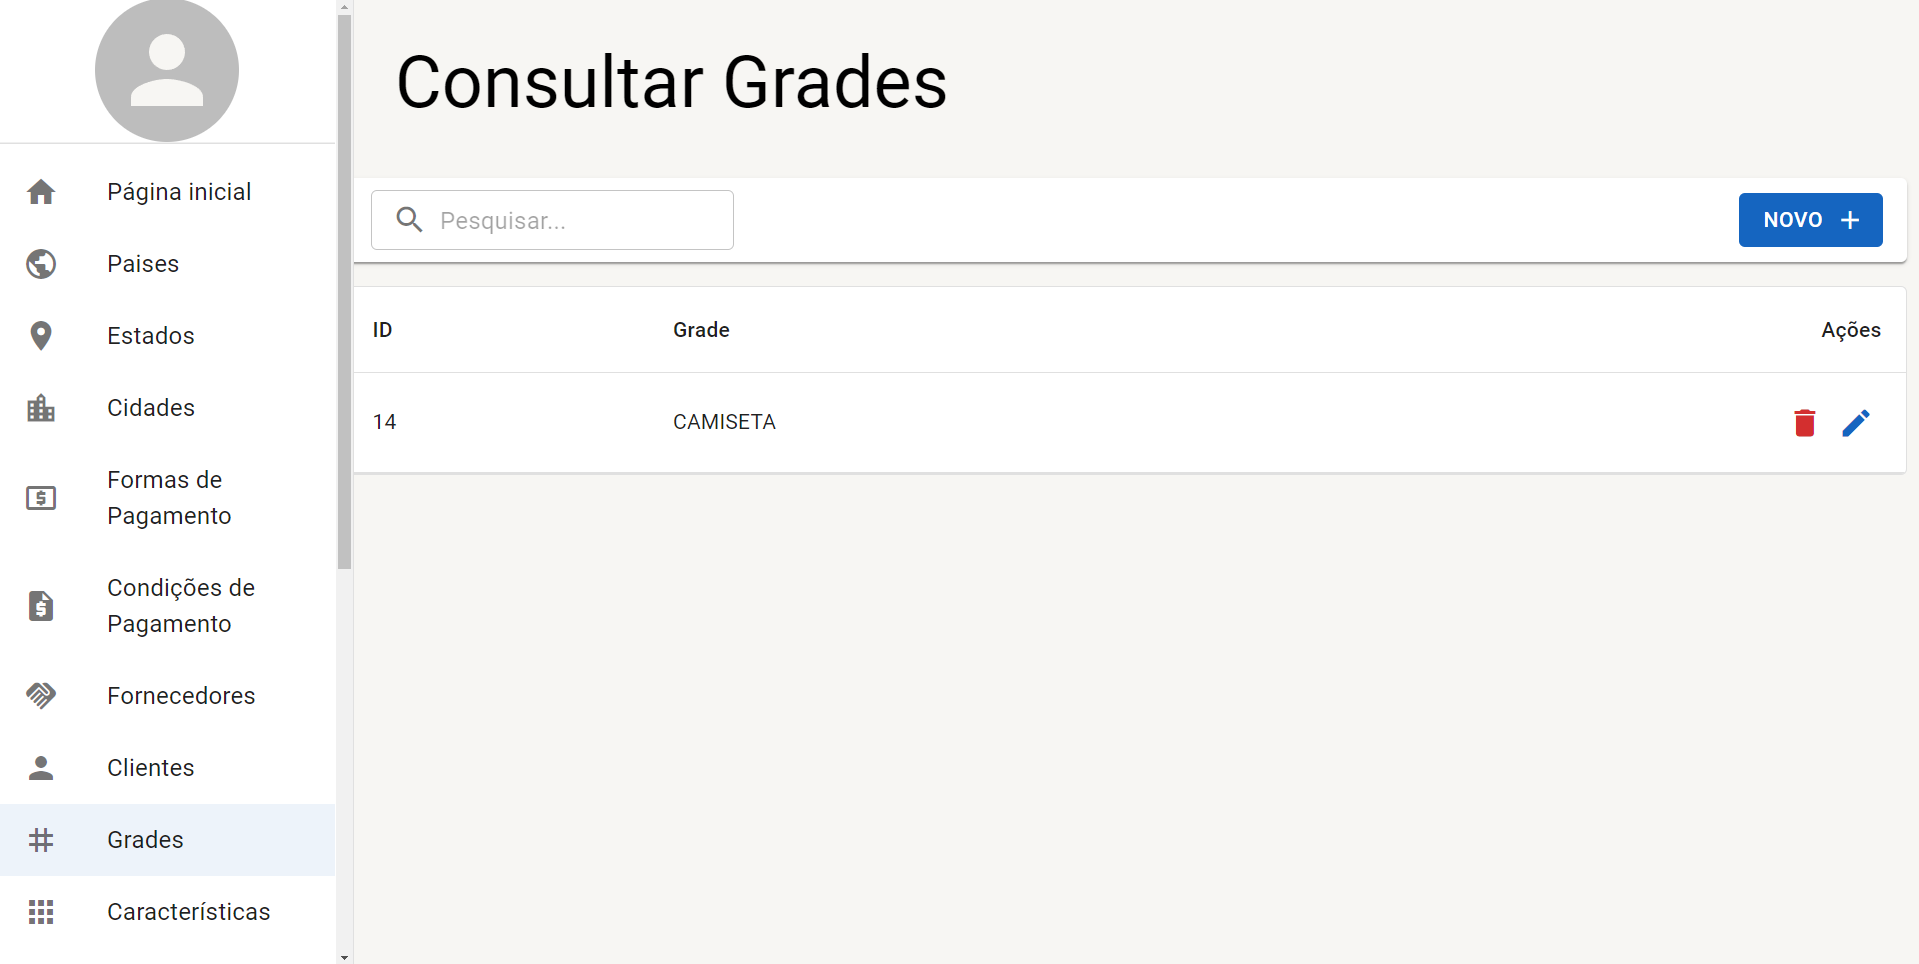 Consultar Grades
Página inicial
Paises
Estados
Cidades
Formas de
Pagamento
Condições de
Pagamento
Fornecedores
Clientes
Grades
Características
Pesquisar...
NOVO
ID Grade Ações
14 CAMISETA